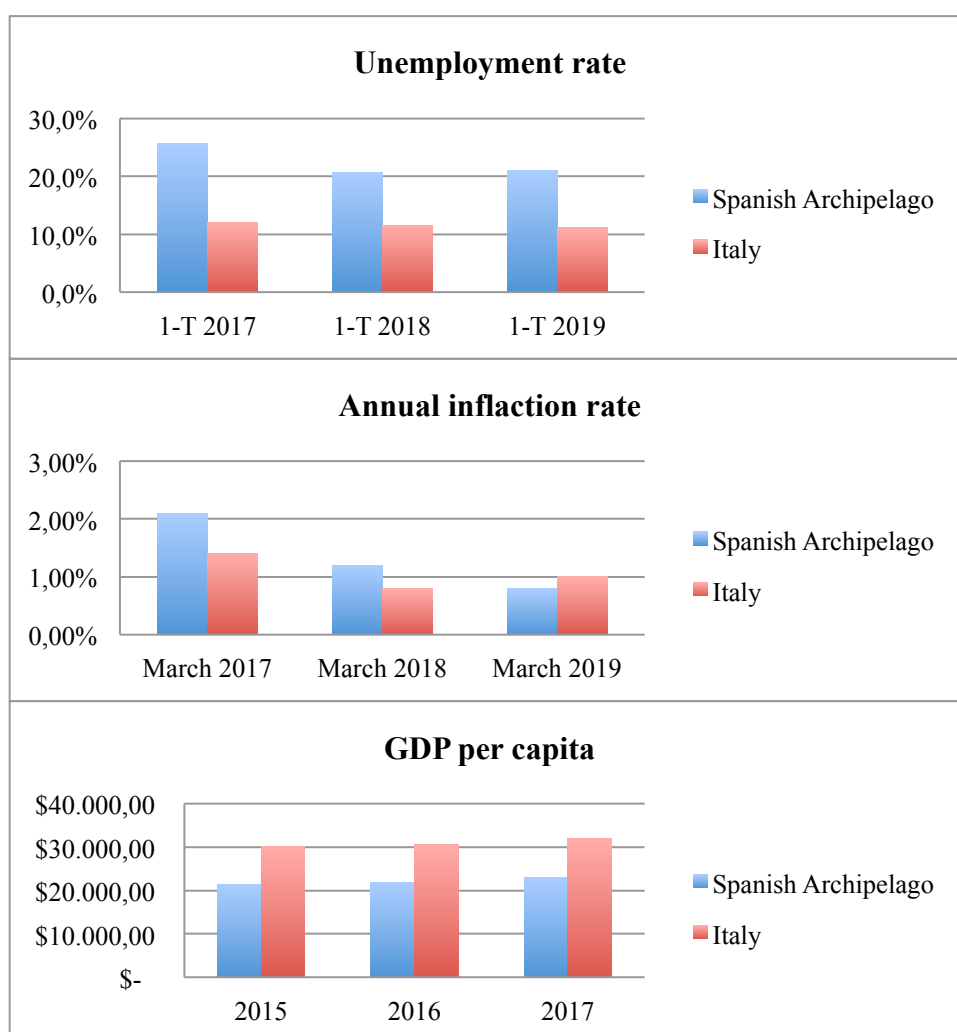 Unemployment rate
30,0%
20,0%
10,0%
0,0%
1-T 2017 1-T 2018 1-T 2019
Spanish Archipelago
Italy
Annual inflaction rate
3,00%
2,00%
1,00%
0,00%
March 2017 March 2018 March 2019
Spanish Archipelago
Italy
GDP per capita
$40.000,00
$30.000,00
$20.000,00
$10.000,00
$-
2015 2016 2017
Spanish Archipelago
Italy